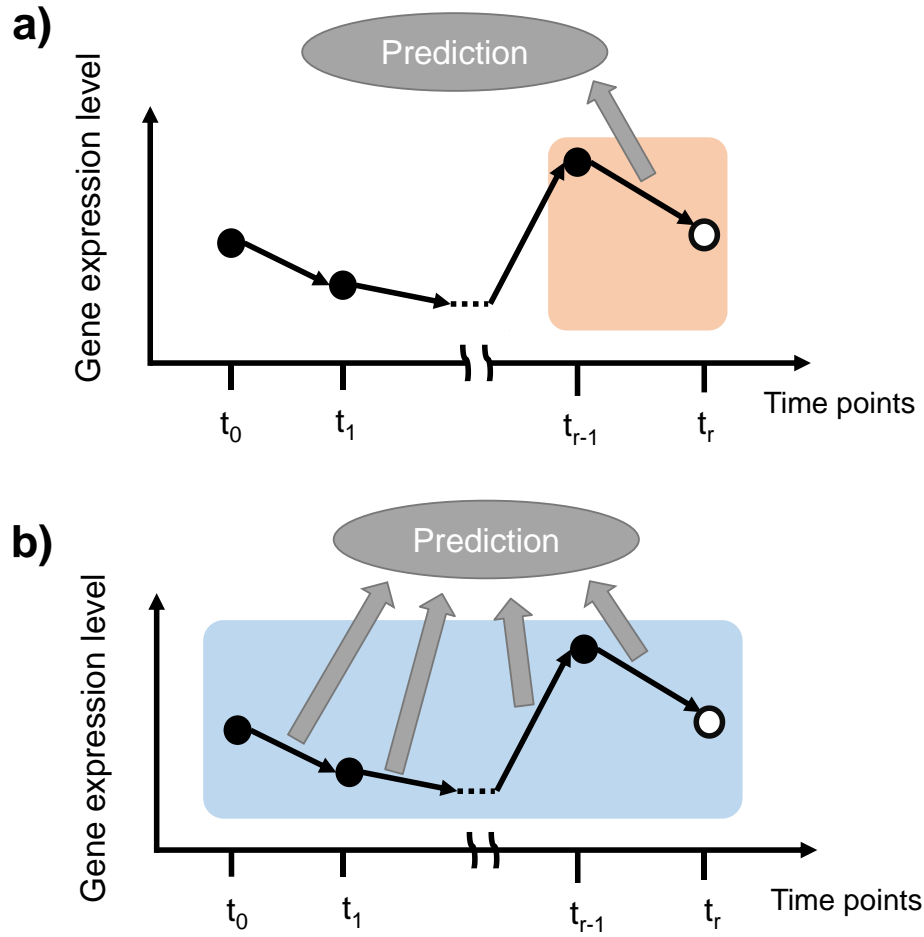 a)
Prediction
Gene expression level
t0 t1 tr-1 tr
Time points
b)
Prediction
Gene expression level
t0 t1 tr-1 tr
Time points